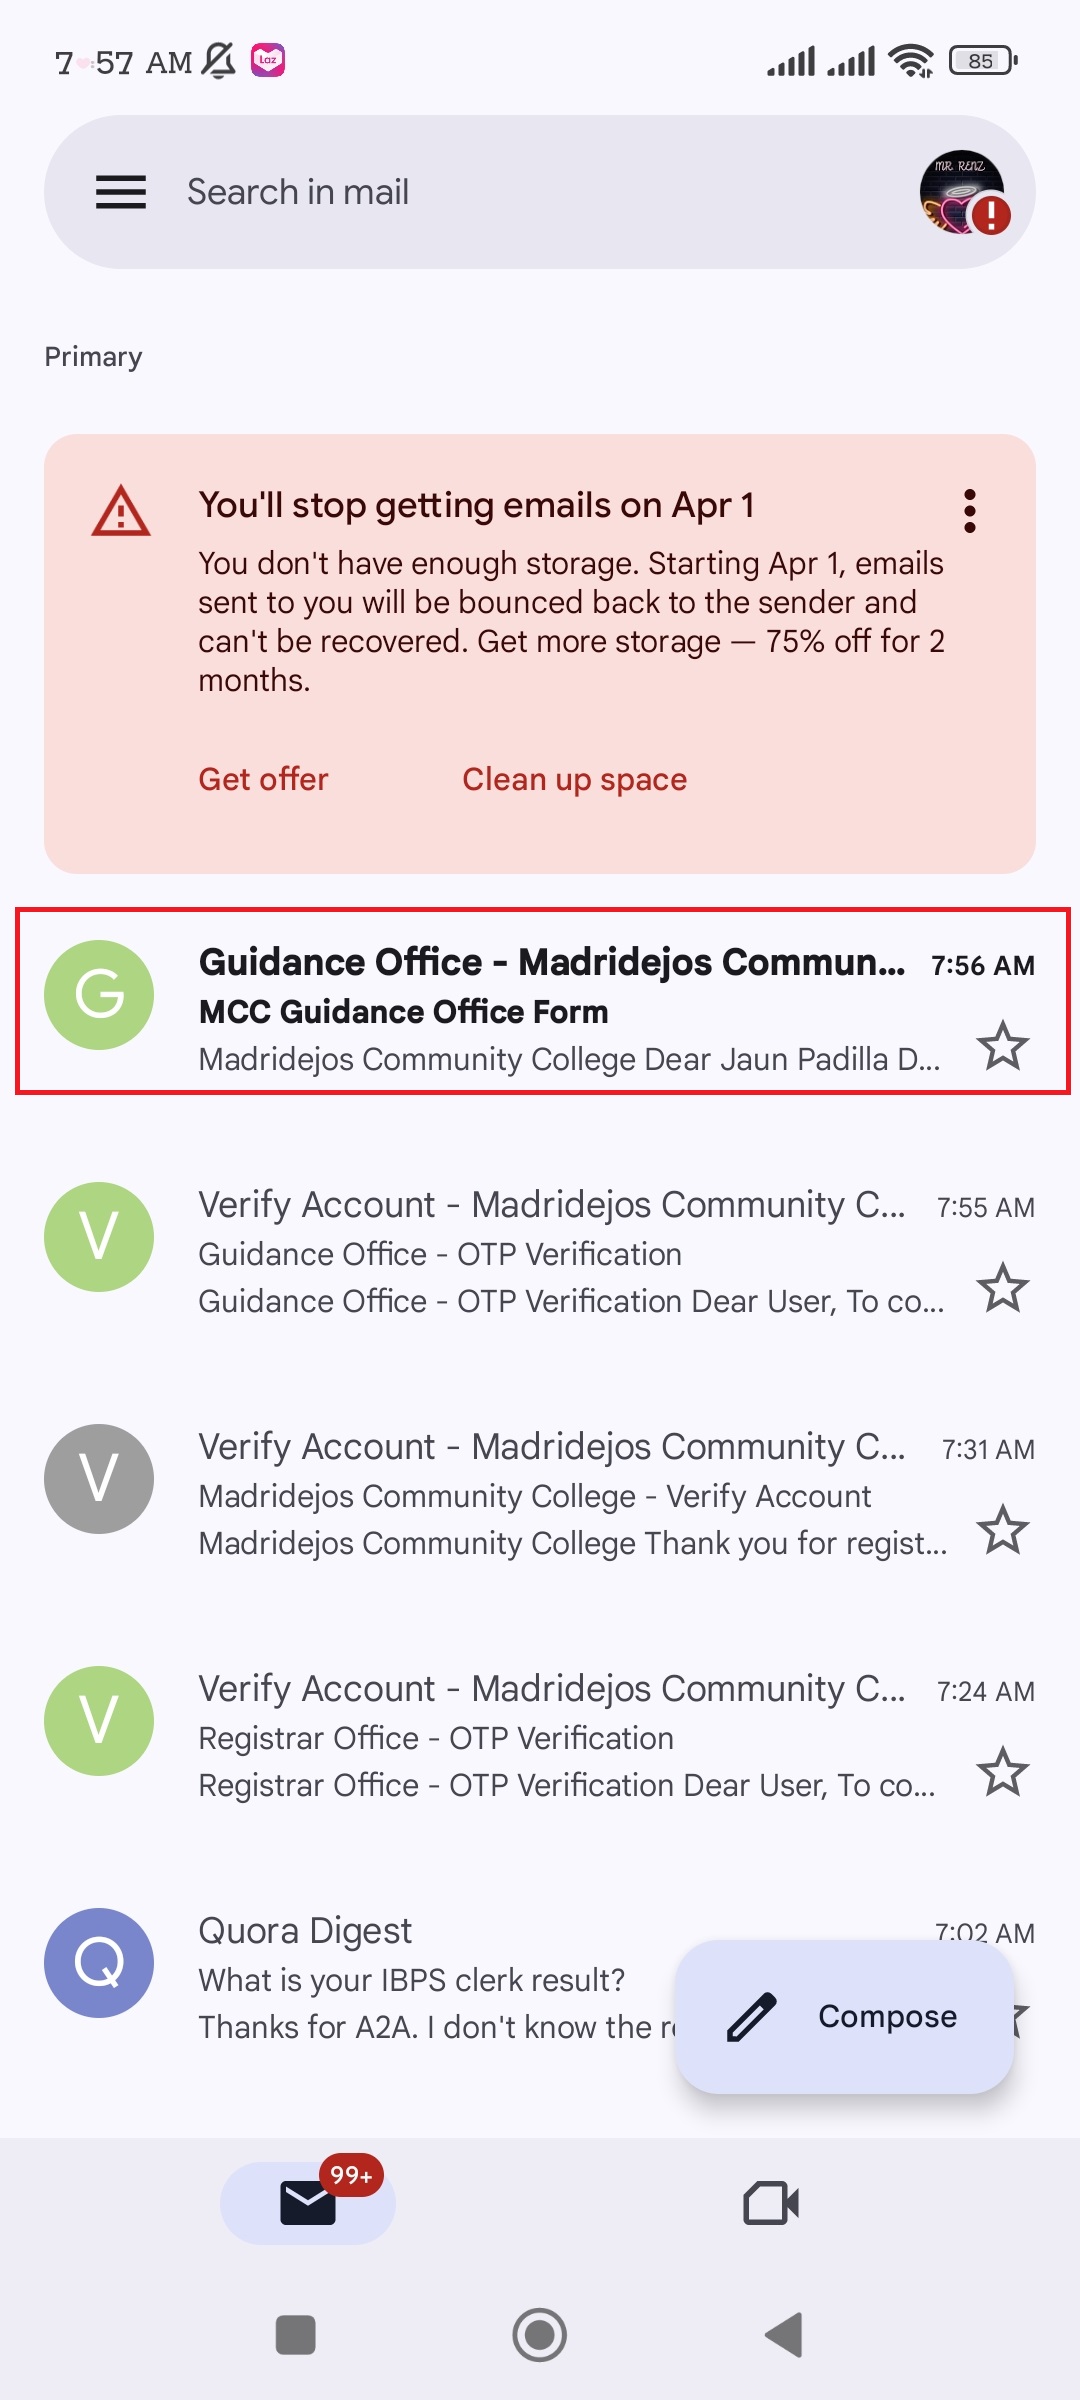 7:57 AM
Laz
85
Search in mail
MR. RENZ
Primary
You'll stop getting emails on Apr 1
You don't have enough storage. Starting Apr 1, emails
sent to you will be bounced back to the sender and
can't be recovered. Get more storage — 75% off for 2
months.
Get offer
Clean up space
G
Guidance Office - Madridejos Commun... 7:56 AM
MCC Guidance Office Form
Madridejos Community College Dear Jaun Padilla D...
V
Verify Account - Madridejos Community C... 7:55 AM
Guidance Office - OTP Verification
Guidance Office - OTP Verification Dear User, To co...
V
Verify Account - Madridejos Community C... 7:31 AM
Madridejos Community College - Verify Account
Madridejos Community College Thank you for regist...
V
Verify Account - Madridejos Community C... 7:24 AM
Registrar Office - OTP Verification
Registrar Office - OTP Verification Dear User, To co...
Q
Quora Digest 7:02 AM
What is your IBPS clerk result?
Thanks for A2A. I don't know the
Compose
99+